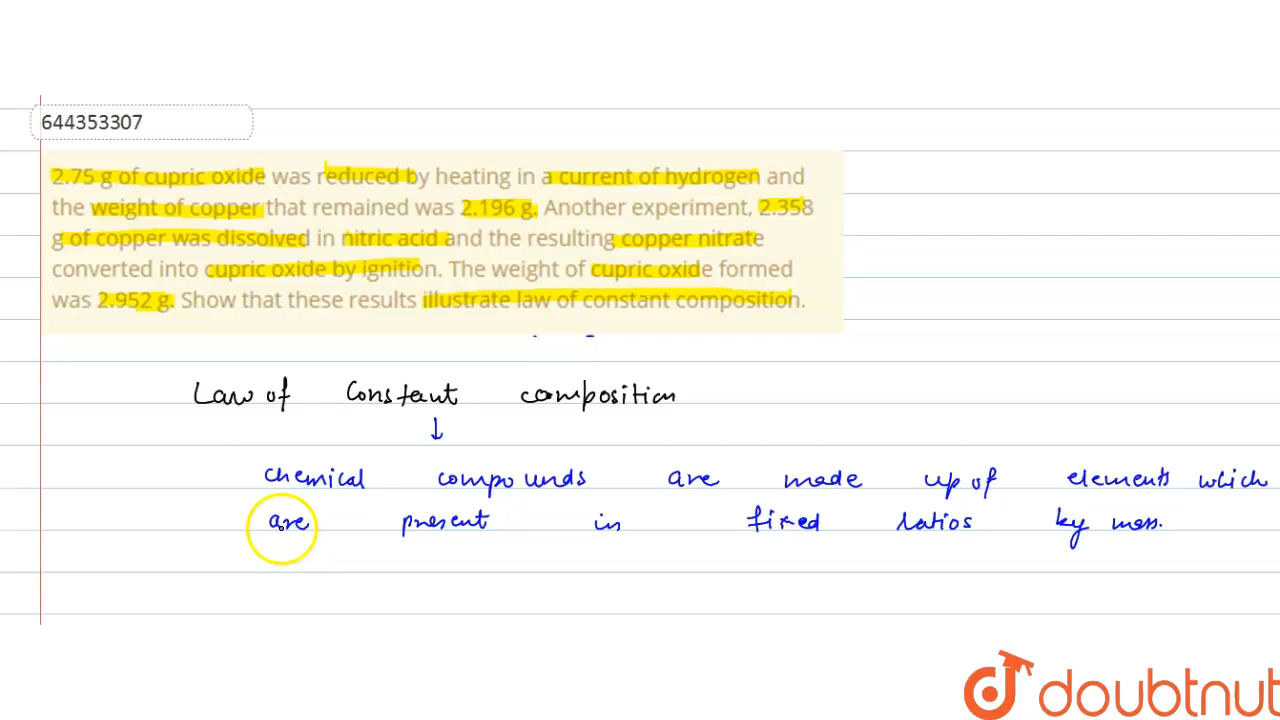 644353307
2.75 g of cupric oxide was reduced by heating in a current of hydrogen and
the weight of copper that remained was 2.196 g. Another experiment, 2.358
g of copper was dissolved in nitric acid and the resulting copper nitrate
converted into cupric oxide by ignition. The weight of cupric oxide formed
was 2.952 g. Show that these results illustrate law of constant composition.
Law of Constant composition
↓
chemical compounds are made up of elements which
are present in fixed ratios by mass.
doubtnut